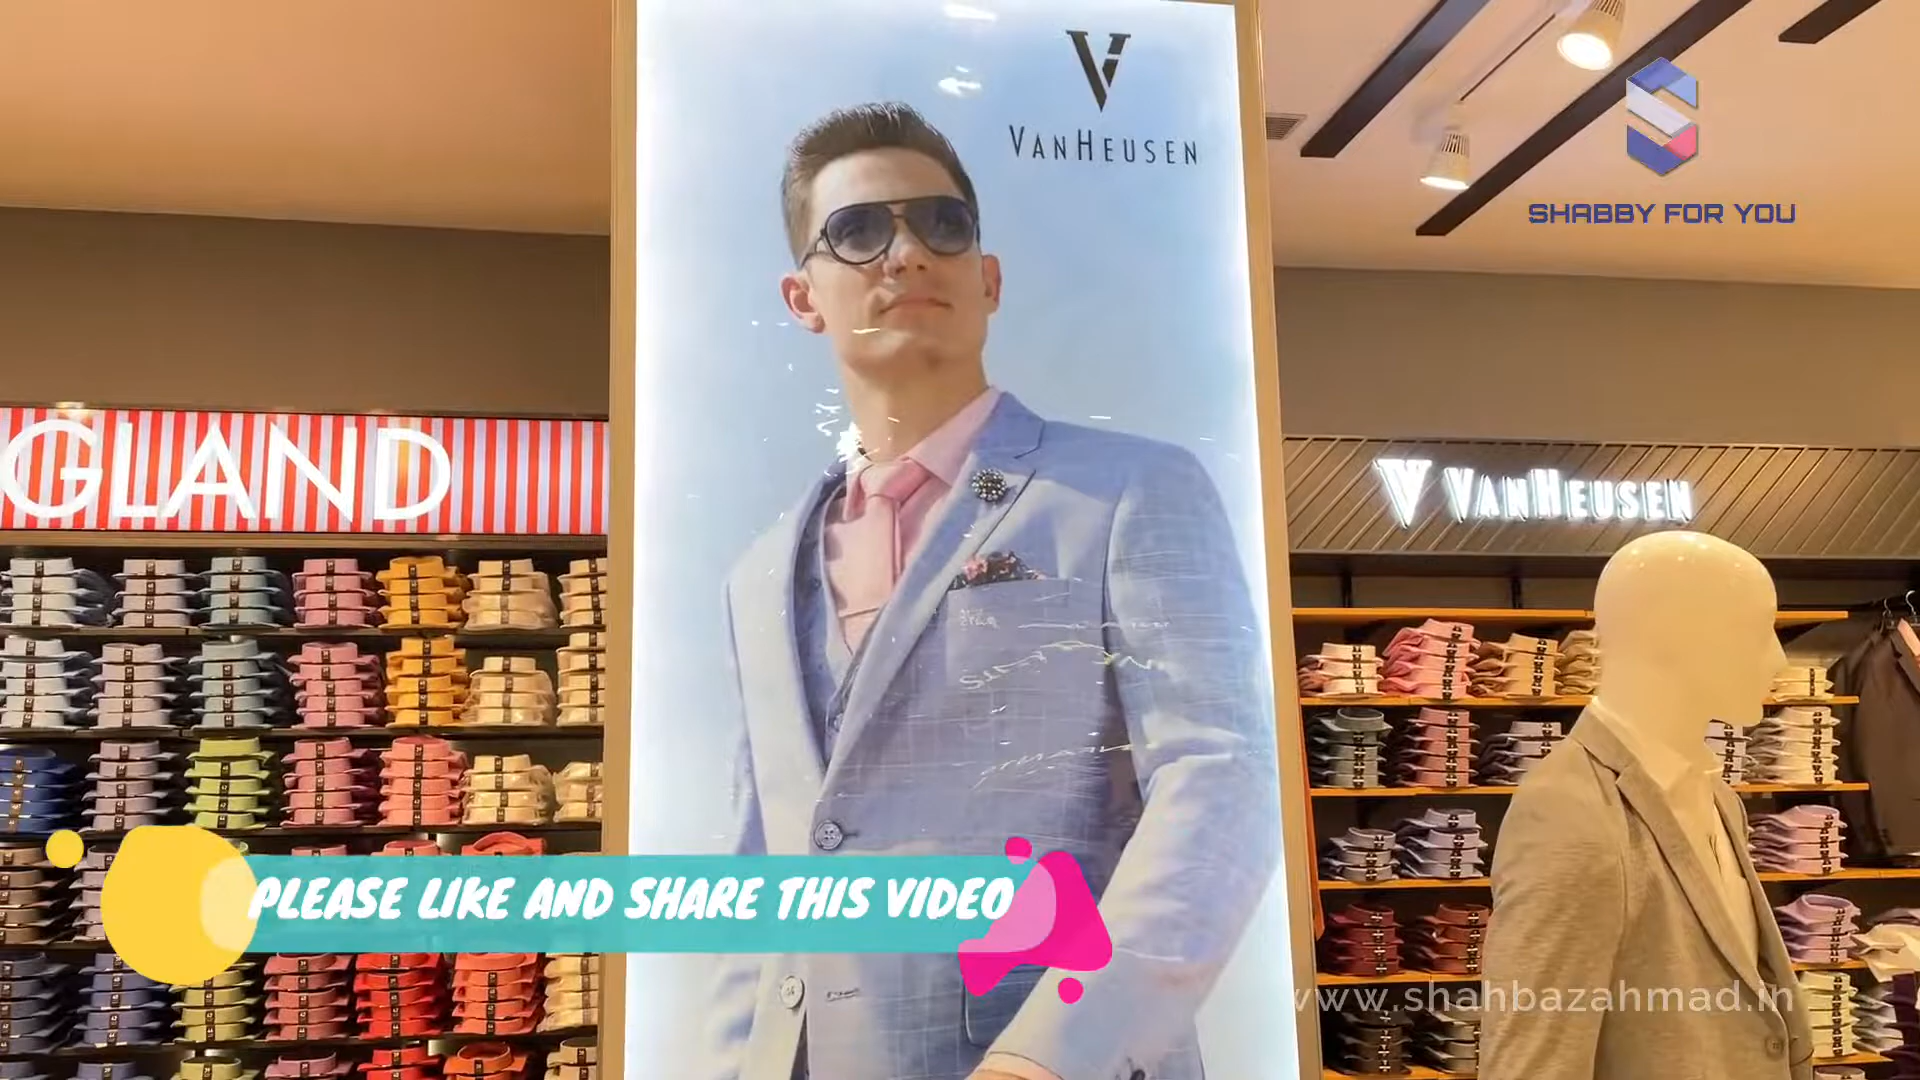 VANHEUSEN
SHABBY FOR YOU
GLAND
VANHEUSEN
PLEASE LIKE AND SHARE THIS VIDEO
www.shahbazahmad.in